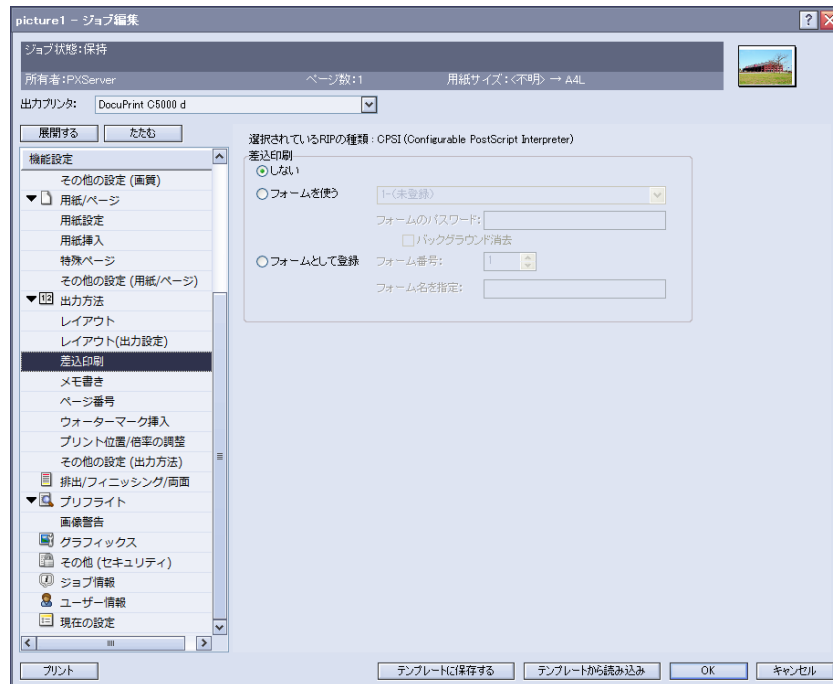 picture1 - ジョブ編集
ジョブ状態:保持
所有者:PXServer ページ数:1 用紙サイズ:<不明> → A4L
出力プリンタ: DocuPrint C5000 d
展開する たたむ
機能設定
その他の設定 (画質)
用紙/ページ
用紙設定
用紙挿入
特殊ページ
その他の設定 (用紙/ページ)
出力方法
レイアウト
レイアウト(出力設定)
差込印刷
メモ書き
ページ番号
ウォーターマーク挿入
プリント位置/倍率の調整
その他の設定 (出力方法)
排出/フィニッシング/両面
プリフライト
画像警告
グラフィックス
その他 (セキュリティ)
ジョブ情報
ユーザー情報
現在の設定
選択されているRIPの種類 : CPSI (Configurable PostScript Interpreter)
差込印刷
しない
フォームを使う 1-(未登録)
フォームのパスワード:
バックグラウンド消去
フォームとして登録 フォーム番号: 1
フォーム名を指定:
プリント テンプレートに保存する テンプレートから読み込み OK キャンセル